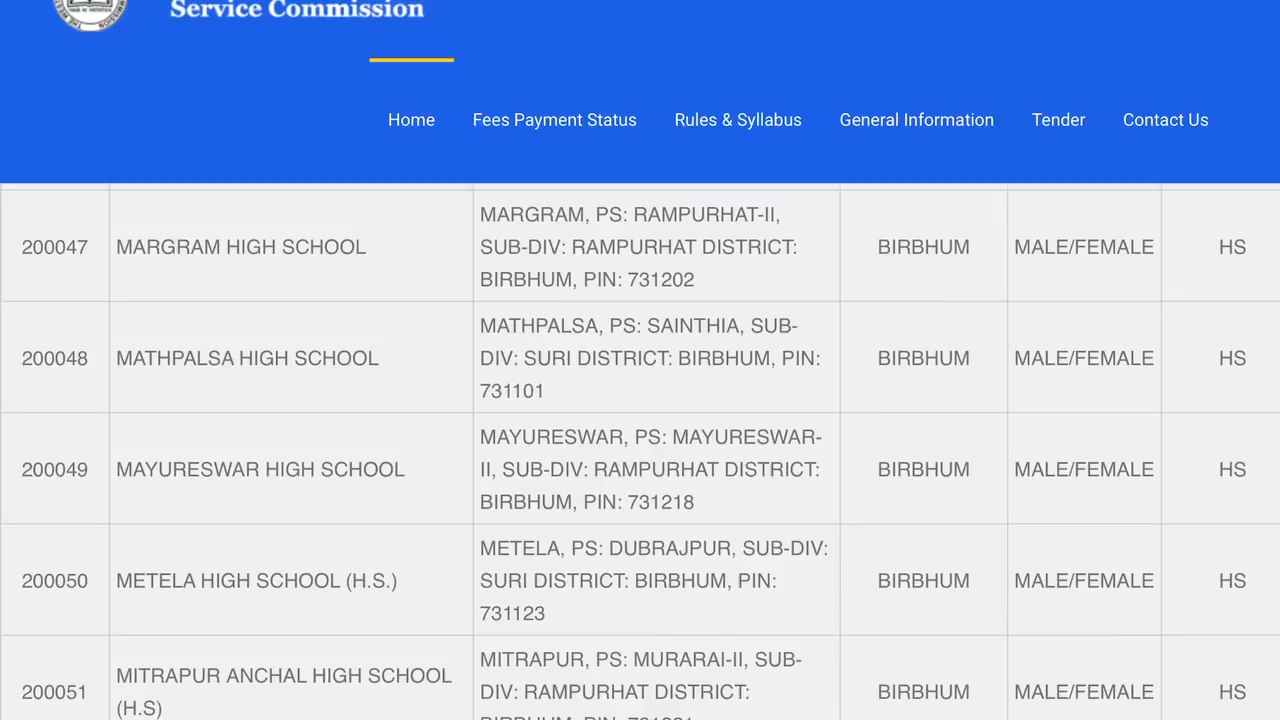 Service Commission
Home Fees Payment Status Rules & Syllabus General Information Tender Contact Us
200047 MARGRAM HIGH SCHOOL MARGRAM, PS: RAMPURHAT-II, SUB-DIV: RAMPURHAT DISTRICT: BIRBHUM, PIN: 731202 BIRBHUM MALE/FEMALE HS
200048 MATHPALSA HIGH SCHOOL MATHPALSA, PS: SAINTHIA, SUB-DIV: SURI DISTRICT: BIRBHUM, PIN: 731101 BIRBHUM MALE/FEMALE HS
200049 MAYURESWAR HIGH SCHOOL MAYURESWAR, PS: MAYURESWAR-II, SUB-DIV: RAMPURHAT DISTRICT: BIRBHUM, PIN: 731218 BIRBHUM MALE/FEMALE HS
200050 METELA HIGH SCHOOL (H.S.) METELA, PS: DUBRAJPUR, SUB-DIV: SURI DISTRICT: BIRBHUM, PIN: 731123 BIRBHUM MALE/FEMALE HS
200051 MITRAPUR ANCHAL HIGH SCHOOL (H.S) MITRAPUR, PS: MURARAI-II, SUB-DIV: RAMPURHAT DISTRICT: BIRBHUM MALE/FEMALE HS